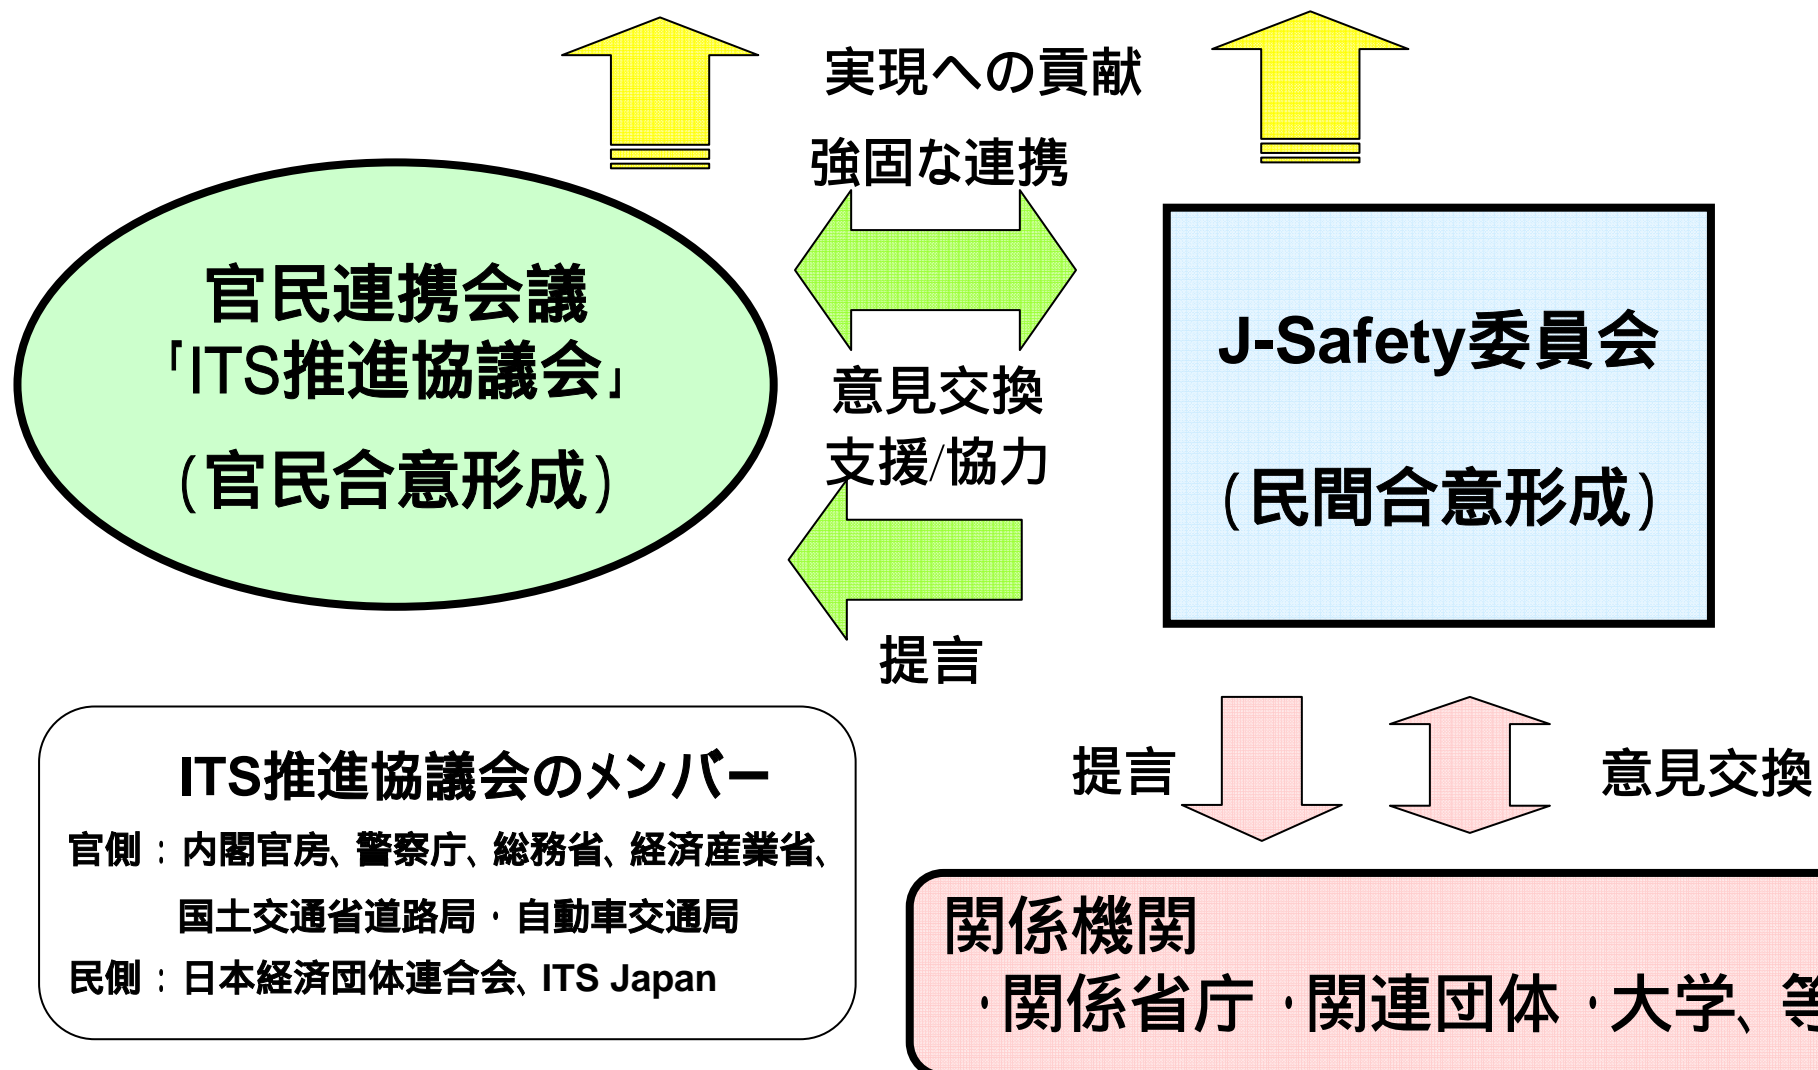 実現への貢献
強固な連携
官民連携会議
「ITS推進協議会」
(官民合意形成)
意見交換
支援/協力
提言
J-Safety委員会
(民間合意形成)
提言
意見交換
ITS推進協議会のメンバー
官側：内閣官房、警察庁、総務省、経済産業省、
国土交通省道路局・自動車交通局
民側：日本経済団体連合会、ITS Japan
関係機関
・関係省庁・関連団体・大学、等